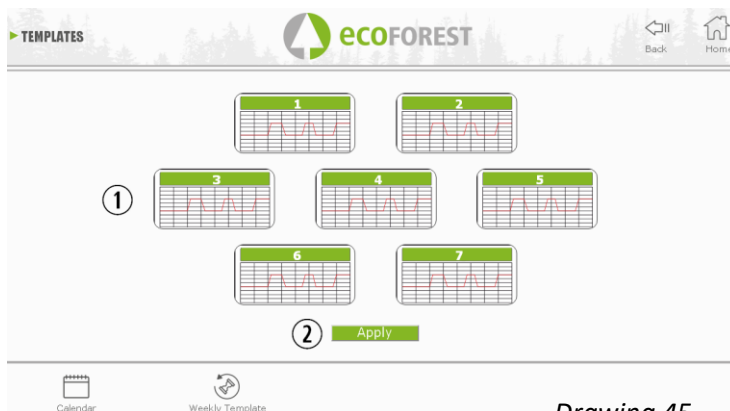 TEMPLATES
ecoFOREST
Back
Home
1
2
1
3
4
5
6
7
2
Apply
Calendar
Weekly Template
Drawing 45